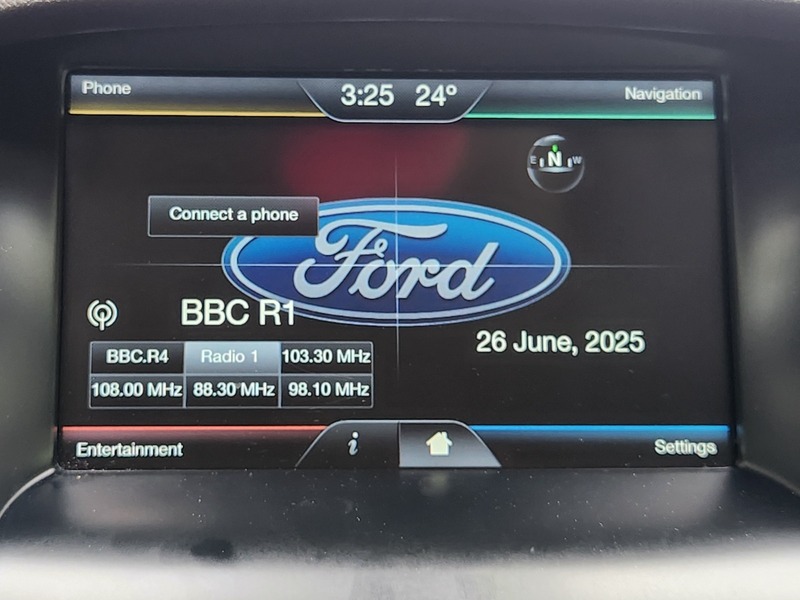 Phone
3:25 24°
Navigation
E N W
Connect a phone
Ford
BBC R1
26 June, 2025
BBC.R4 Radio 1 103.30 MHz
108.00 MHz 88.30 MHz 98.10 MHz
Entertainment
i
Settings